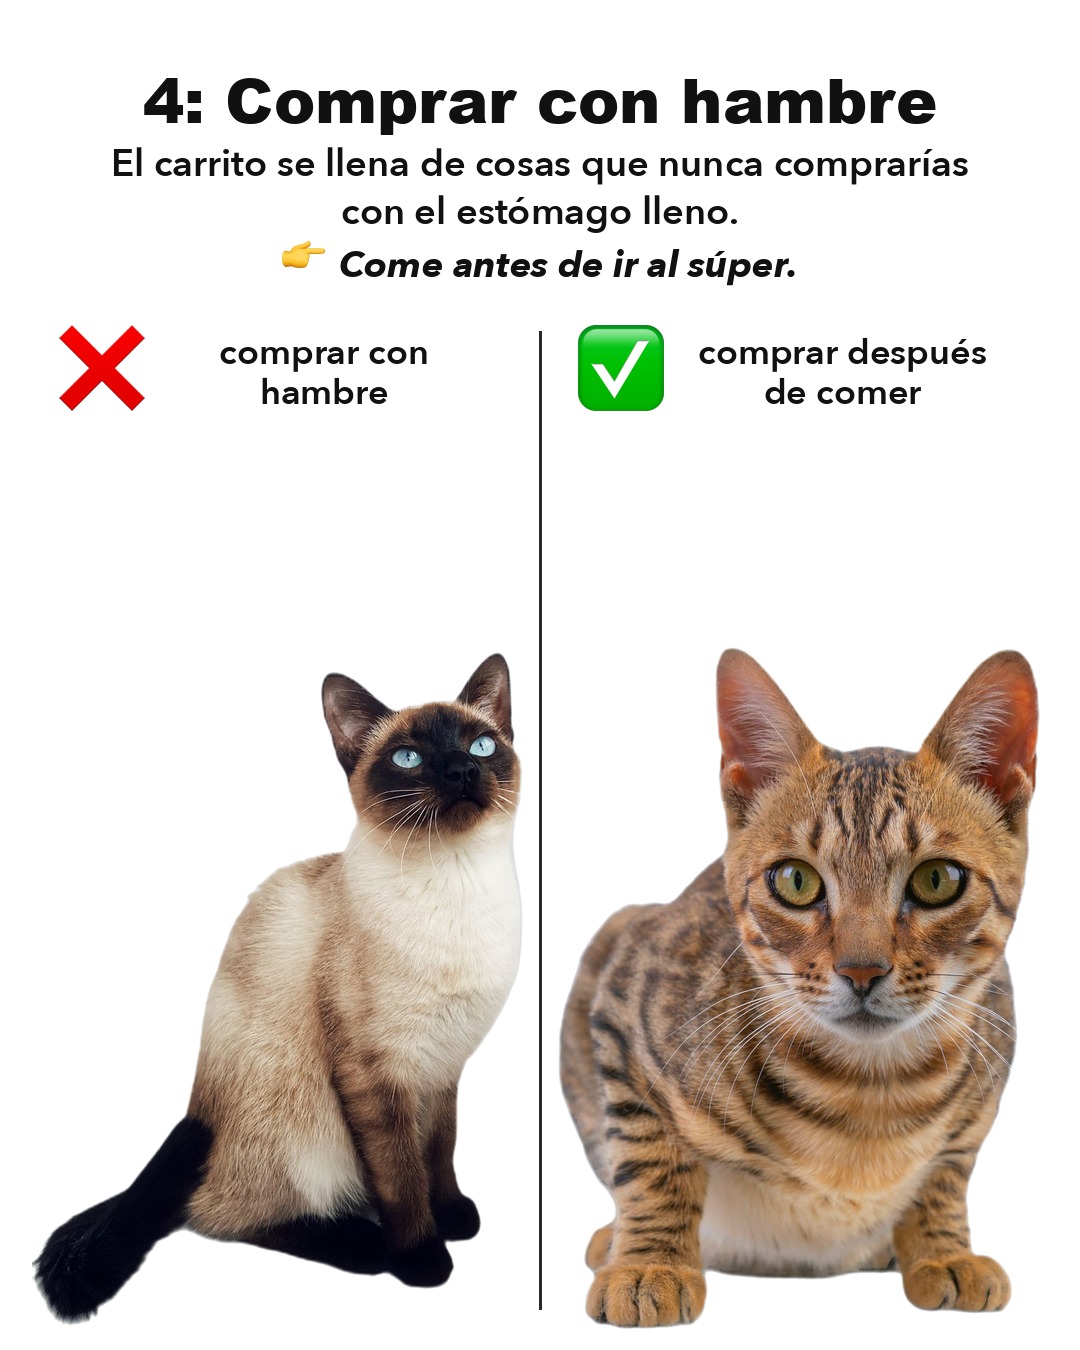 4: Comprar con hambre
El carrito se llena de cosas que nunca comprarías
con el estómago lleno.
👉 Come antes de ir al súper.
❌ comprar con
hambre
✅ comprar después
de comer